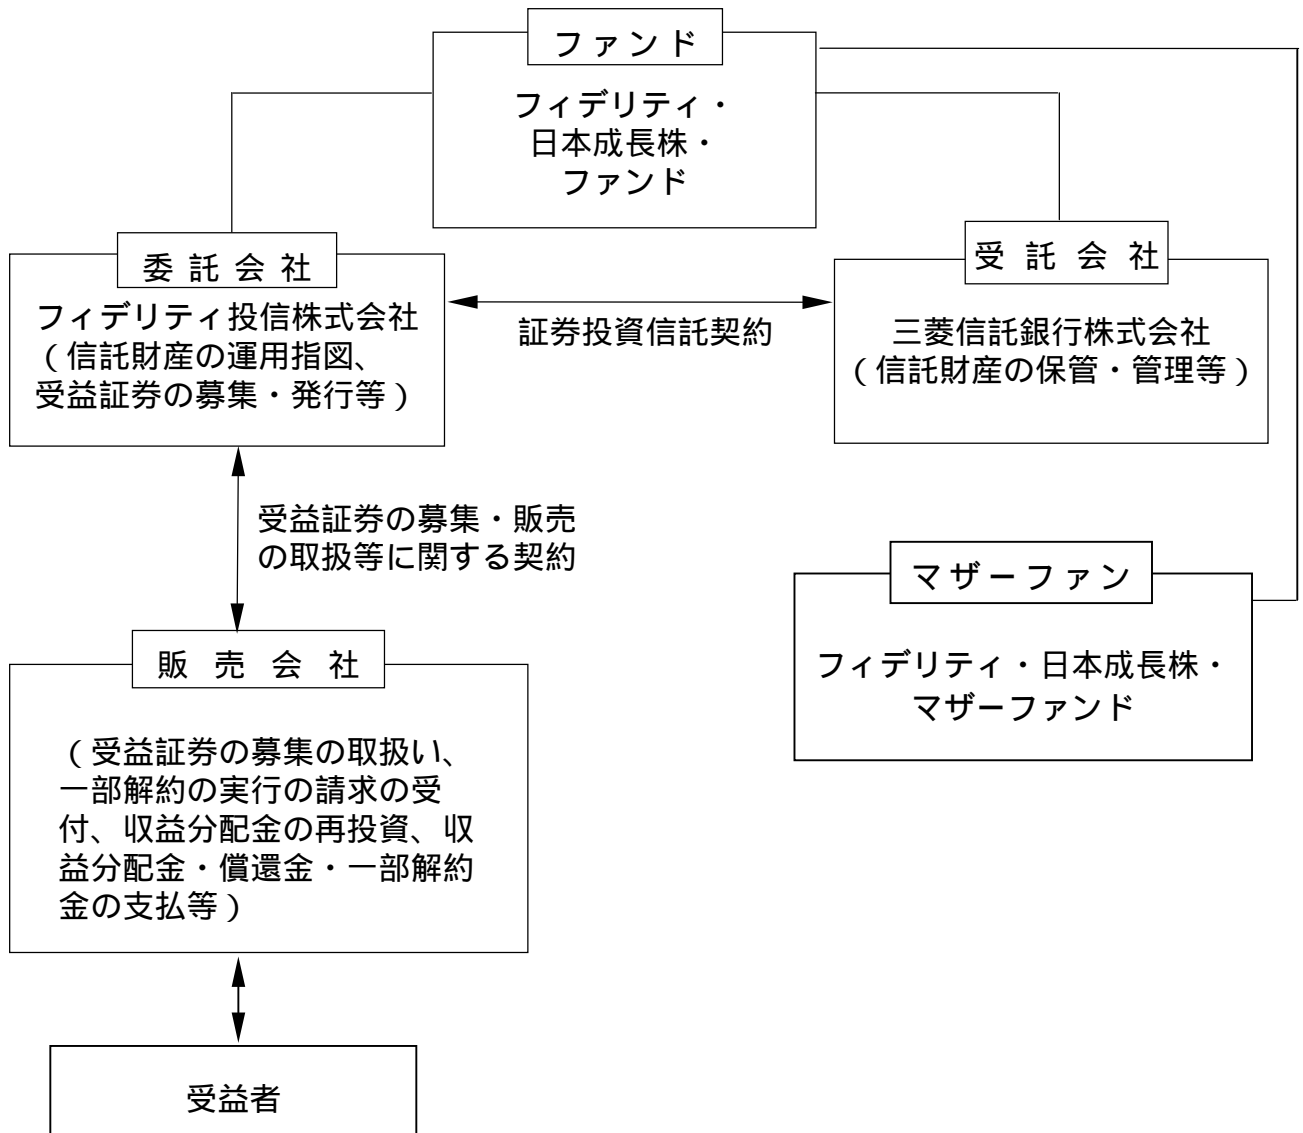 ファンド
フィデリティ・
日本成長株・
ファンド
委託会社
フィデリティ投信株式会社
（信託財産の運用指図、
受益証券の募集・発行等）
証券投資信託契約
受託会社
三菱信託銀行株式会社
（信託財産の保管・管理等）
受益証券の募集・販売
の取扱等に関する契約
マザーファン
フィデリティ・日本成長株・
マザーファンド
販売会社
（受益証券の募集の取扱い、
一部解約の実行の請求の受
付、収益分配金の再投資、収
益分配金・償還金・一部解約
金の支払等）
受益者